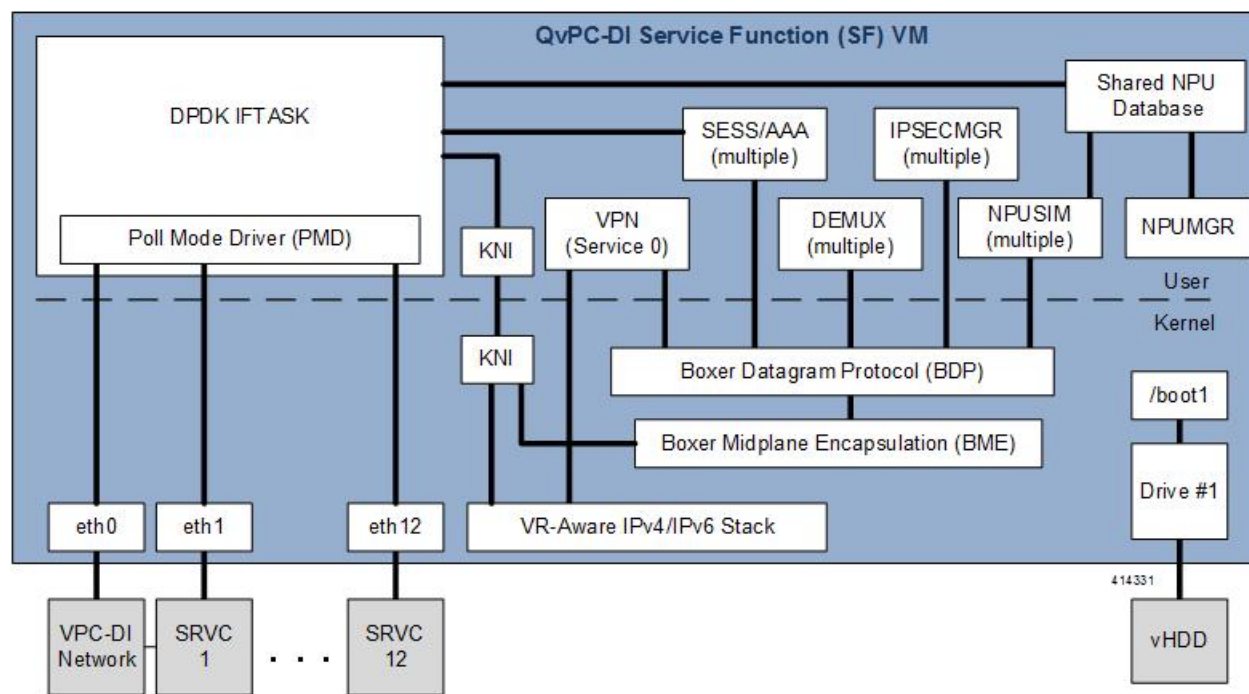 QvPC-DI Service Function (SF) VM
DPDK IFTASK
Shared NPU
Database
SESS/AAA
(multiple)
IPSECMGR
(multiple)
Poll Mode Driver (PMD)
KNI
VPN
(Service 0)
DEMUX
(multiple)
NPUSIM
(multiple)
NPUMGR
User
Kernel
KNI
Boxer Datagram Protocol (BDP)
/boot1
Boxer Midplane Encapsulation (BME)
Drive #1
eth0
eth1
eth12
VR-Aware IPv4/IPv6 Stack
414331
VPC-DI
Network
SRVC
1
. . .
SRVC
12
vHDD